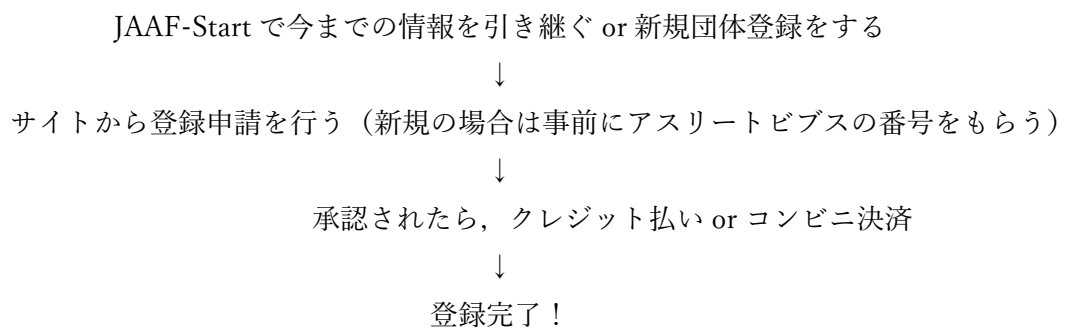 JAAF-Start で今までの情報を引き継ぐ or 新規団体登録をする
↓
サイトから登録申請を行う（新規の場合は事前にアスリートビブスの番号をもらう）
↓
承認されたら，クレジット払い or コンビニ決済
↓
登録完了！